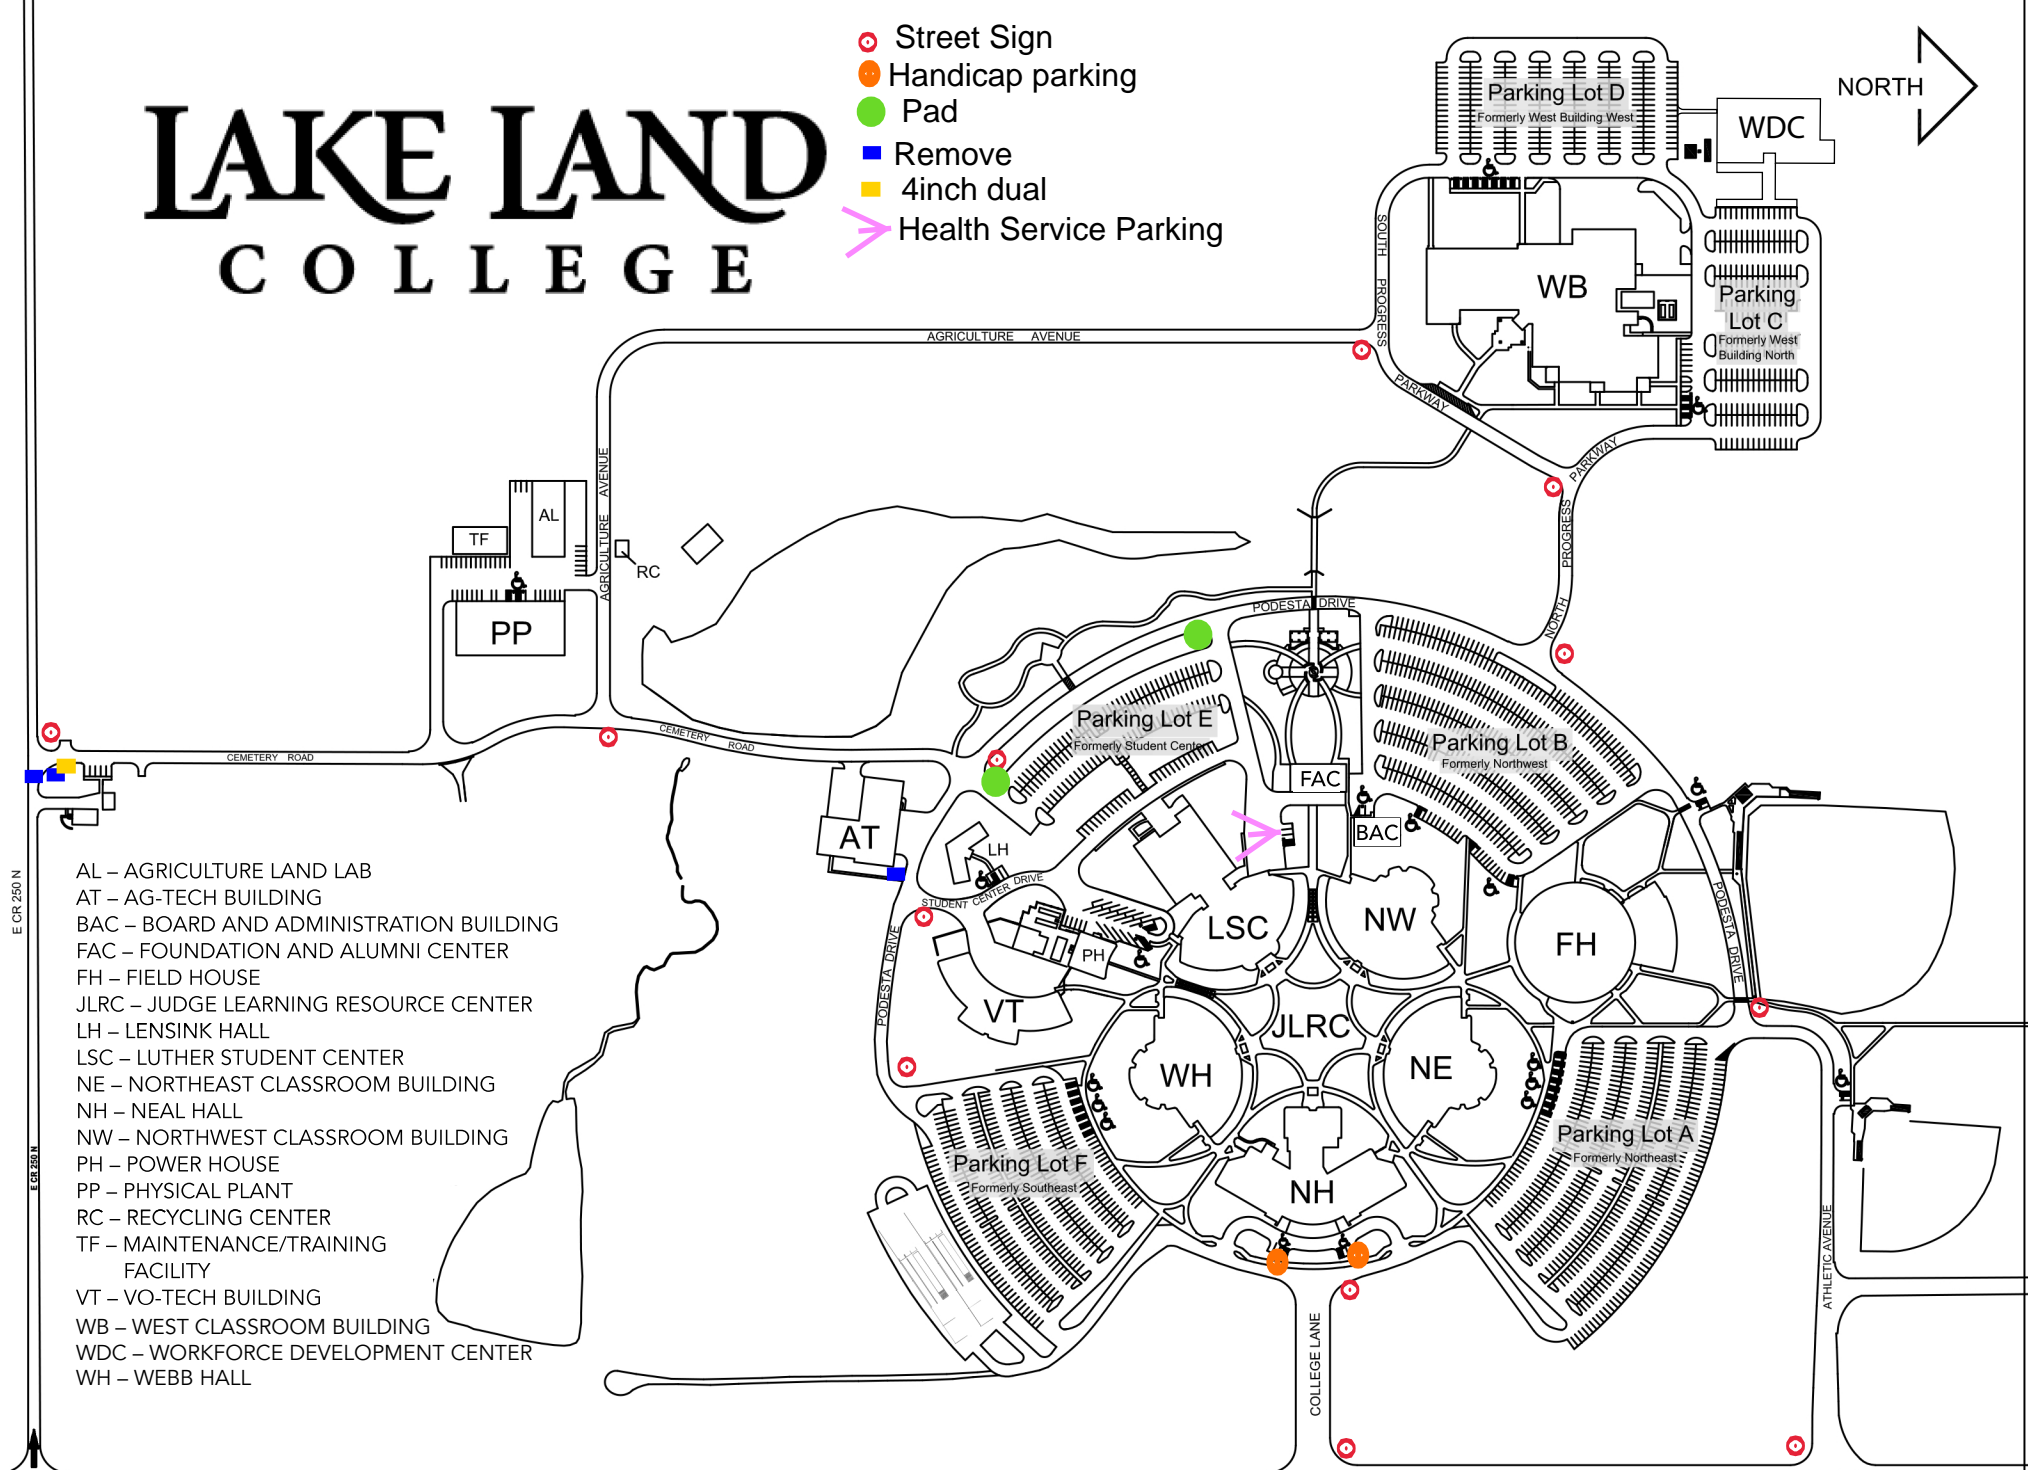 LAKE LAND
COLLEGE
Street Sign
Handicap parking
Pad
Remove
4inch dual
Health Service Parking
NORTH
Parking Lot D
Formerly West Building West
WDC
SOUTH PROGRESS
PARKWAY
WB
Parking
Lot C
Formerly West
Building North
AGRICULTURE AVENUE
PARKWAY
PROGRESS
NORTH
AGRICULTURE AVENUE
AGRICULTURE AVENUE
AL
TF
RC
PP
PODESTA DRIVE
CEMETERY ROAD
CEMETERY ROAD
Parking Lot E
Formerly Student Cente
Parking Lot B
Formerly Northwest
FAC
BAC
AT
LH
STUDENT CENTER DRIVE
LSC
NW
FH
PODESTA DRIVE
PH
VT
PODESTA DRIVE
JLRC
WH
NE
NH
Parking Lot A
Formerly Northeast
Parking Lot F
Formerly Southeast
ATHLETIC AVENUE
COLLEGE LANE
E CR 250 N
E CR 250 N
AL – AGRICULTURE LAND LAB
AT – AG-TECH BUILDING
BAC – BOARD AND ADMINISTRATION BUILDING
FAC – FOUNDATION AND ALUMNI CENTER
FH – FIELD HOUSE
JLRC – JUDGE LEARNING RESOURCE CENTER
LH – LENSINK HALL
LSC – LUTHER STUDENT CENTER
NE – NORTHEAST CLASSROOM BUILDING
NH – NEAL HALL
NW – NORTHWEST CLASSROOM BUILDING
PH – POWER HOUSE
PP – PHYSICAL PLANT
RC – RECYCLING CENTER
TF – MAINTENANCE/TRAINING
FACILITY
VT – VO-TECH BUILDING
WB – WEST CLASSROOM BUILDING
WDC – WORKFORCE DEVELOPMENT CENTER
WH – WEBB HALL